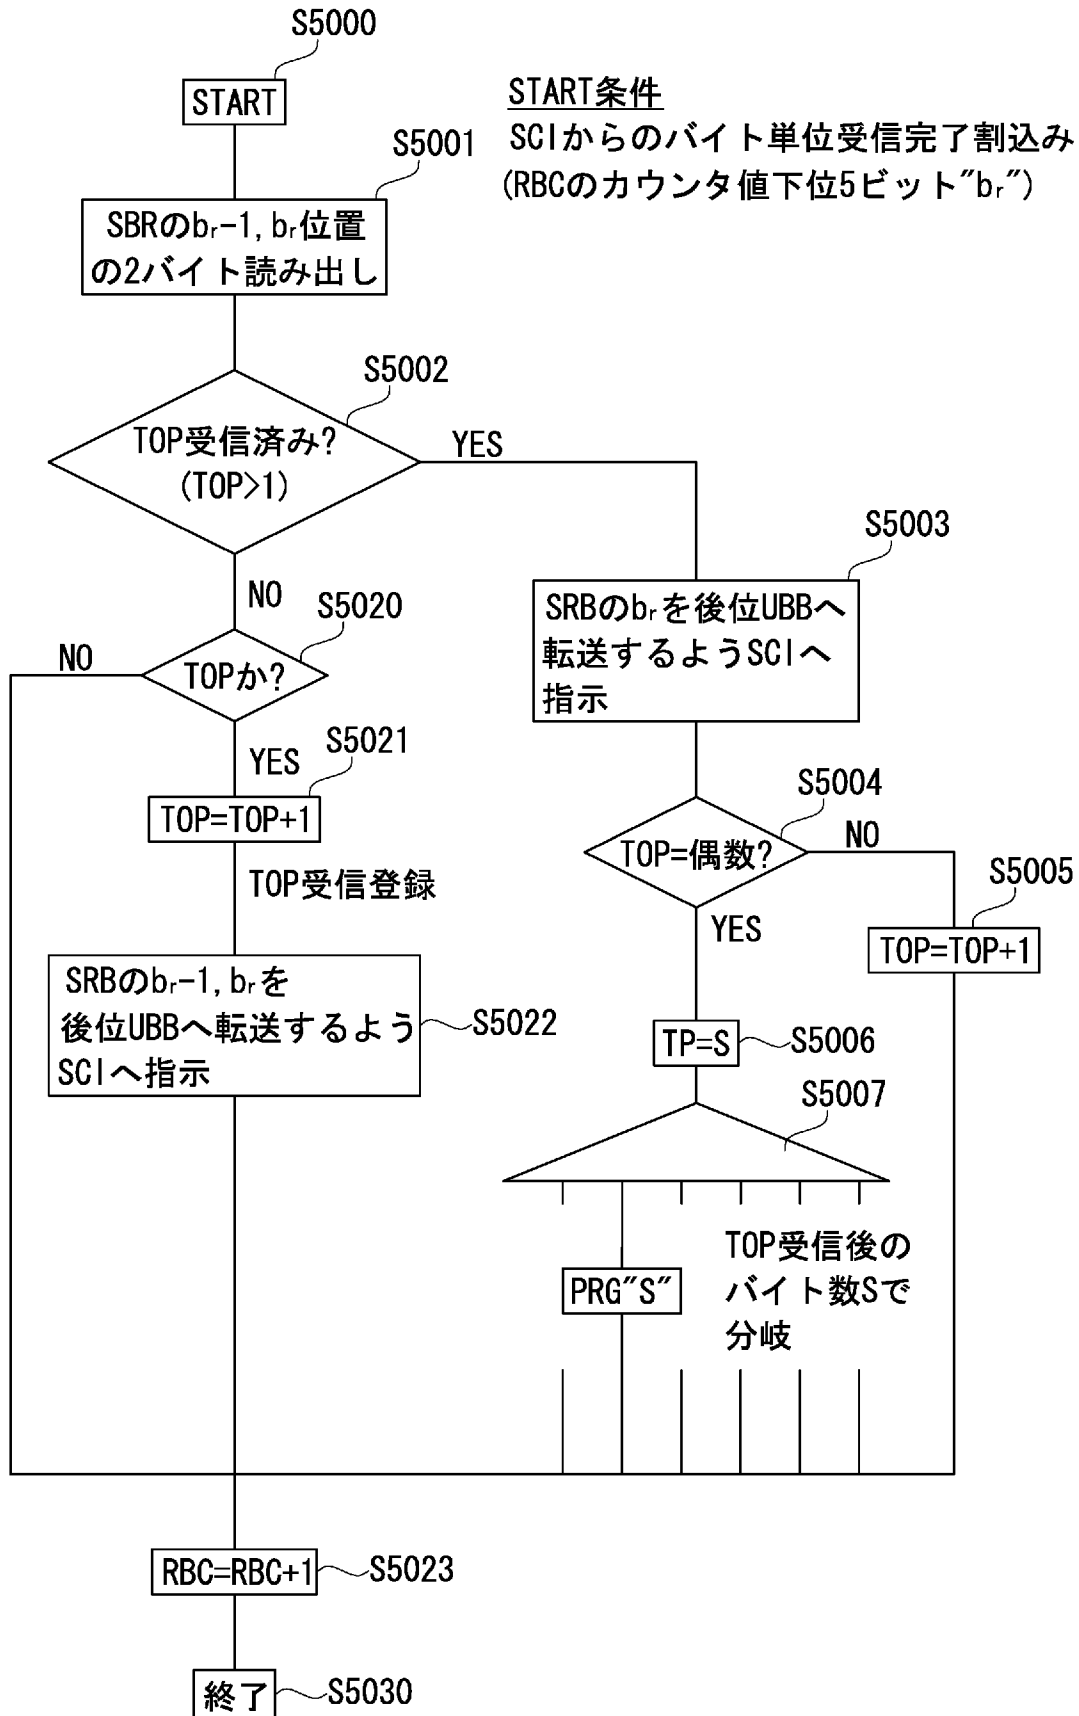 S5000
START
START条件
SCIからのバイト単位受信完了割込み
(RBCのカウンタ値下位5ビット"br")
S5001
SBRのbr-1,br位置
の2バイト読み出し
S5002
TOP受信済み?
(TOP>1)
YES
NO
S5003
SRBのbrを後位UBBへ
転送するようSCIへ
指示
S5020
NO
TOPか?
YES
S5021
TOP=TOP+1
TOP受信登録
S5004
TOP=偶数?
NO
YES
S5005
TOP=TOP+1
SRBのbr-1,brを
後位UBBへ転送するよう
SCIへ指示
S5022
TP=S
S5006
S5007
TOP受信後の
バイト数Sで
分岐
PRG"S"
RBC=RBC+1
S5023
終了
S5030